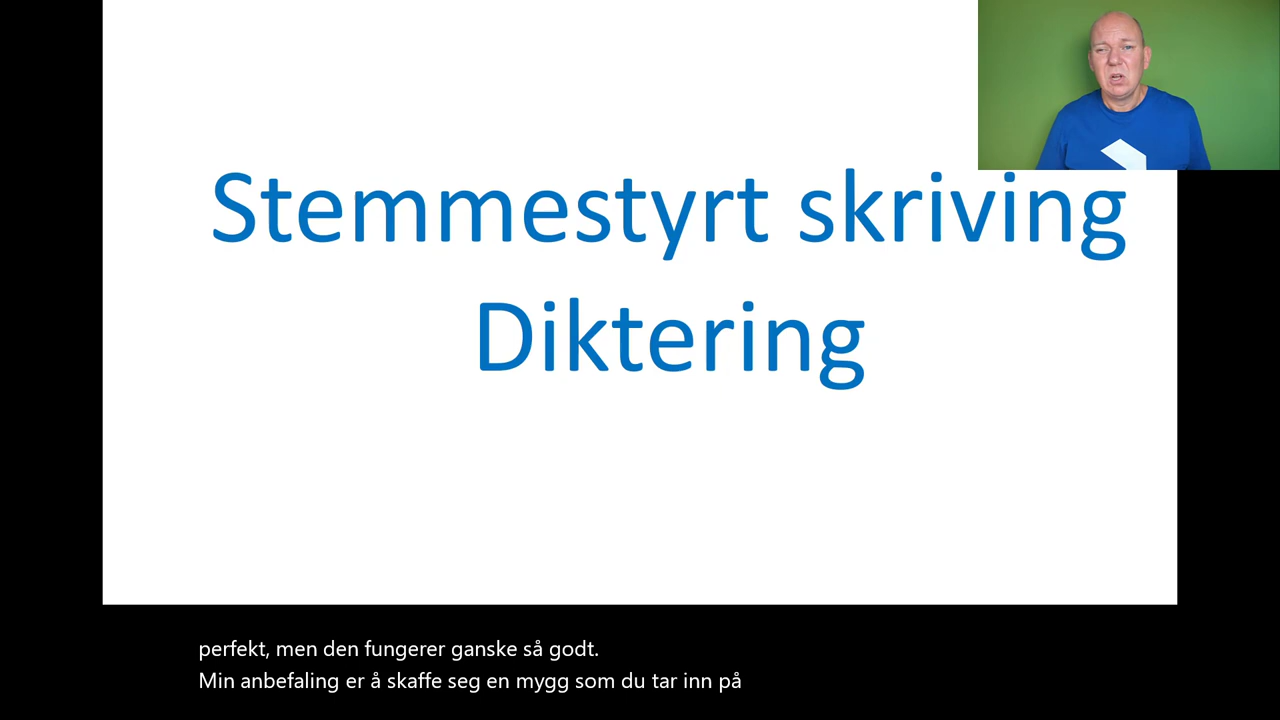 Stemmestyrt skriving
Diktering
perfekt, men den fungerer ganske så godt.
Min anbefaling er å skaffe seg en mygg som du tar inn på